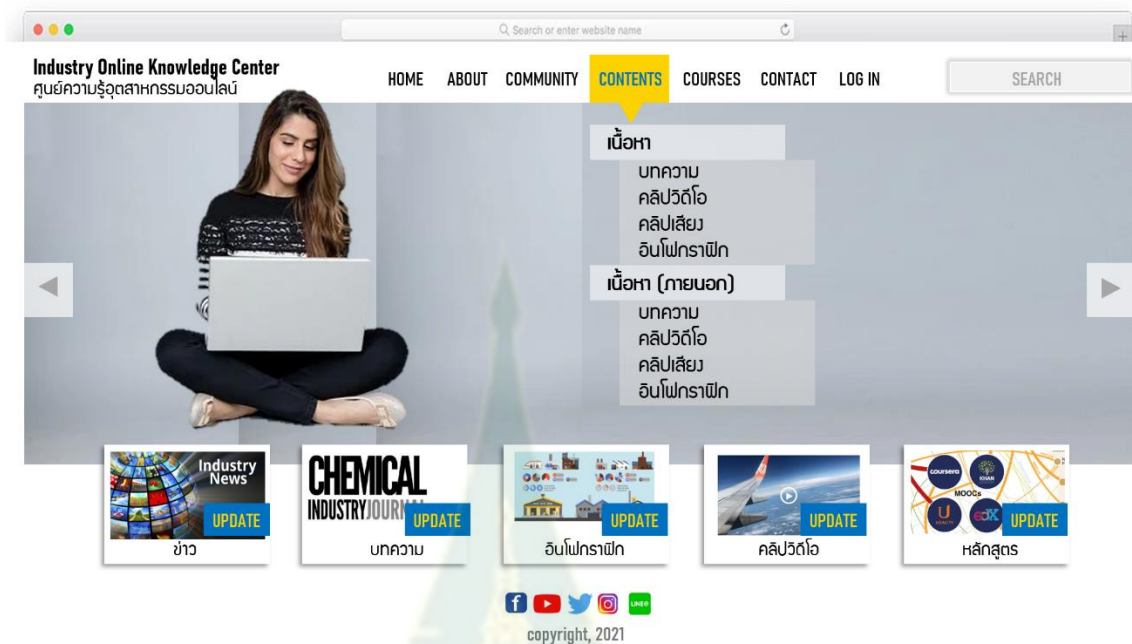 Search or enter website name
Industry Online Knowledge Center
ศูนย์ความรู้อุตสาหกรรมออนไลน์
HOME ABOUT COMMUNITY CONTENTS COURSES CONTACT LOG IN SEARCH
เนื้อหา
บทความ
คลิปวิดีโอ
คลิปเสียง
อินโฟกราฟิก
เนื้อหา (ภายนอก)
บทความ
คลิปวิดีโอ
คลิปเสียง
อินโฟกราฟิก
Industry
News
UPDATE
ข่าว
CHEMICAL
INDUSTRY JOURNAL
UPDATE
บทความ
UPDATE
อินโฟกราฟิก
UPDATE
คลิปวิดีโอ
coursera
KHAN
MOOCs
U
edX
UPDATE
หลักสูตร
LINE@
copyright, 2021